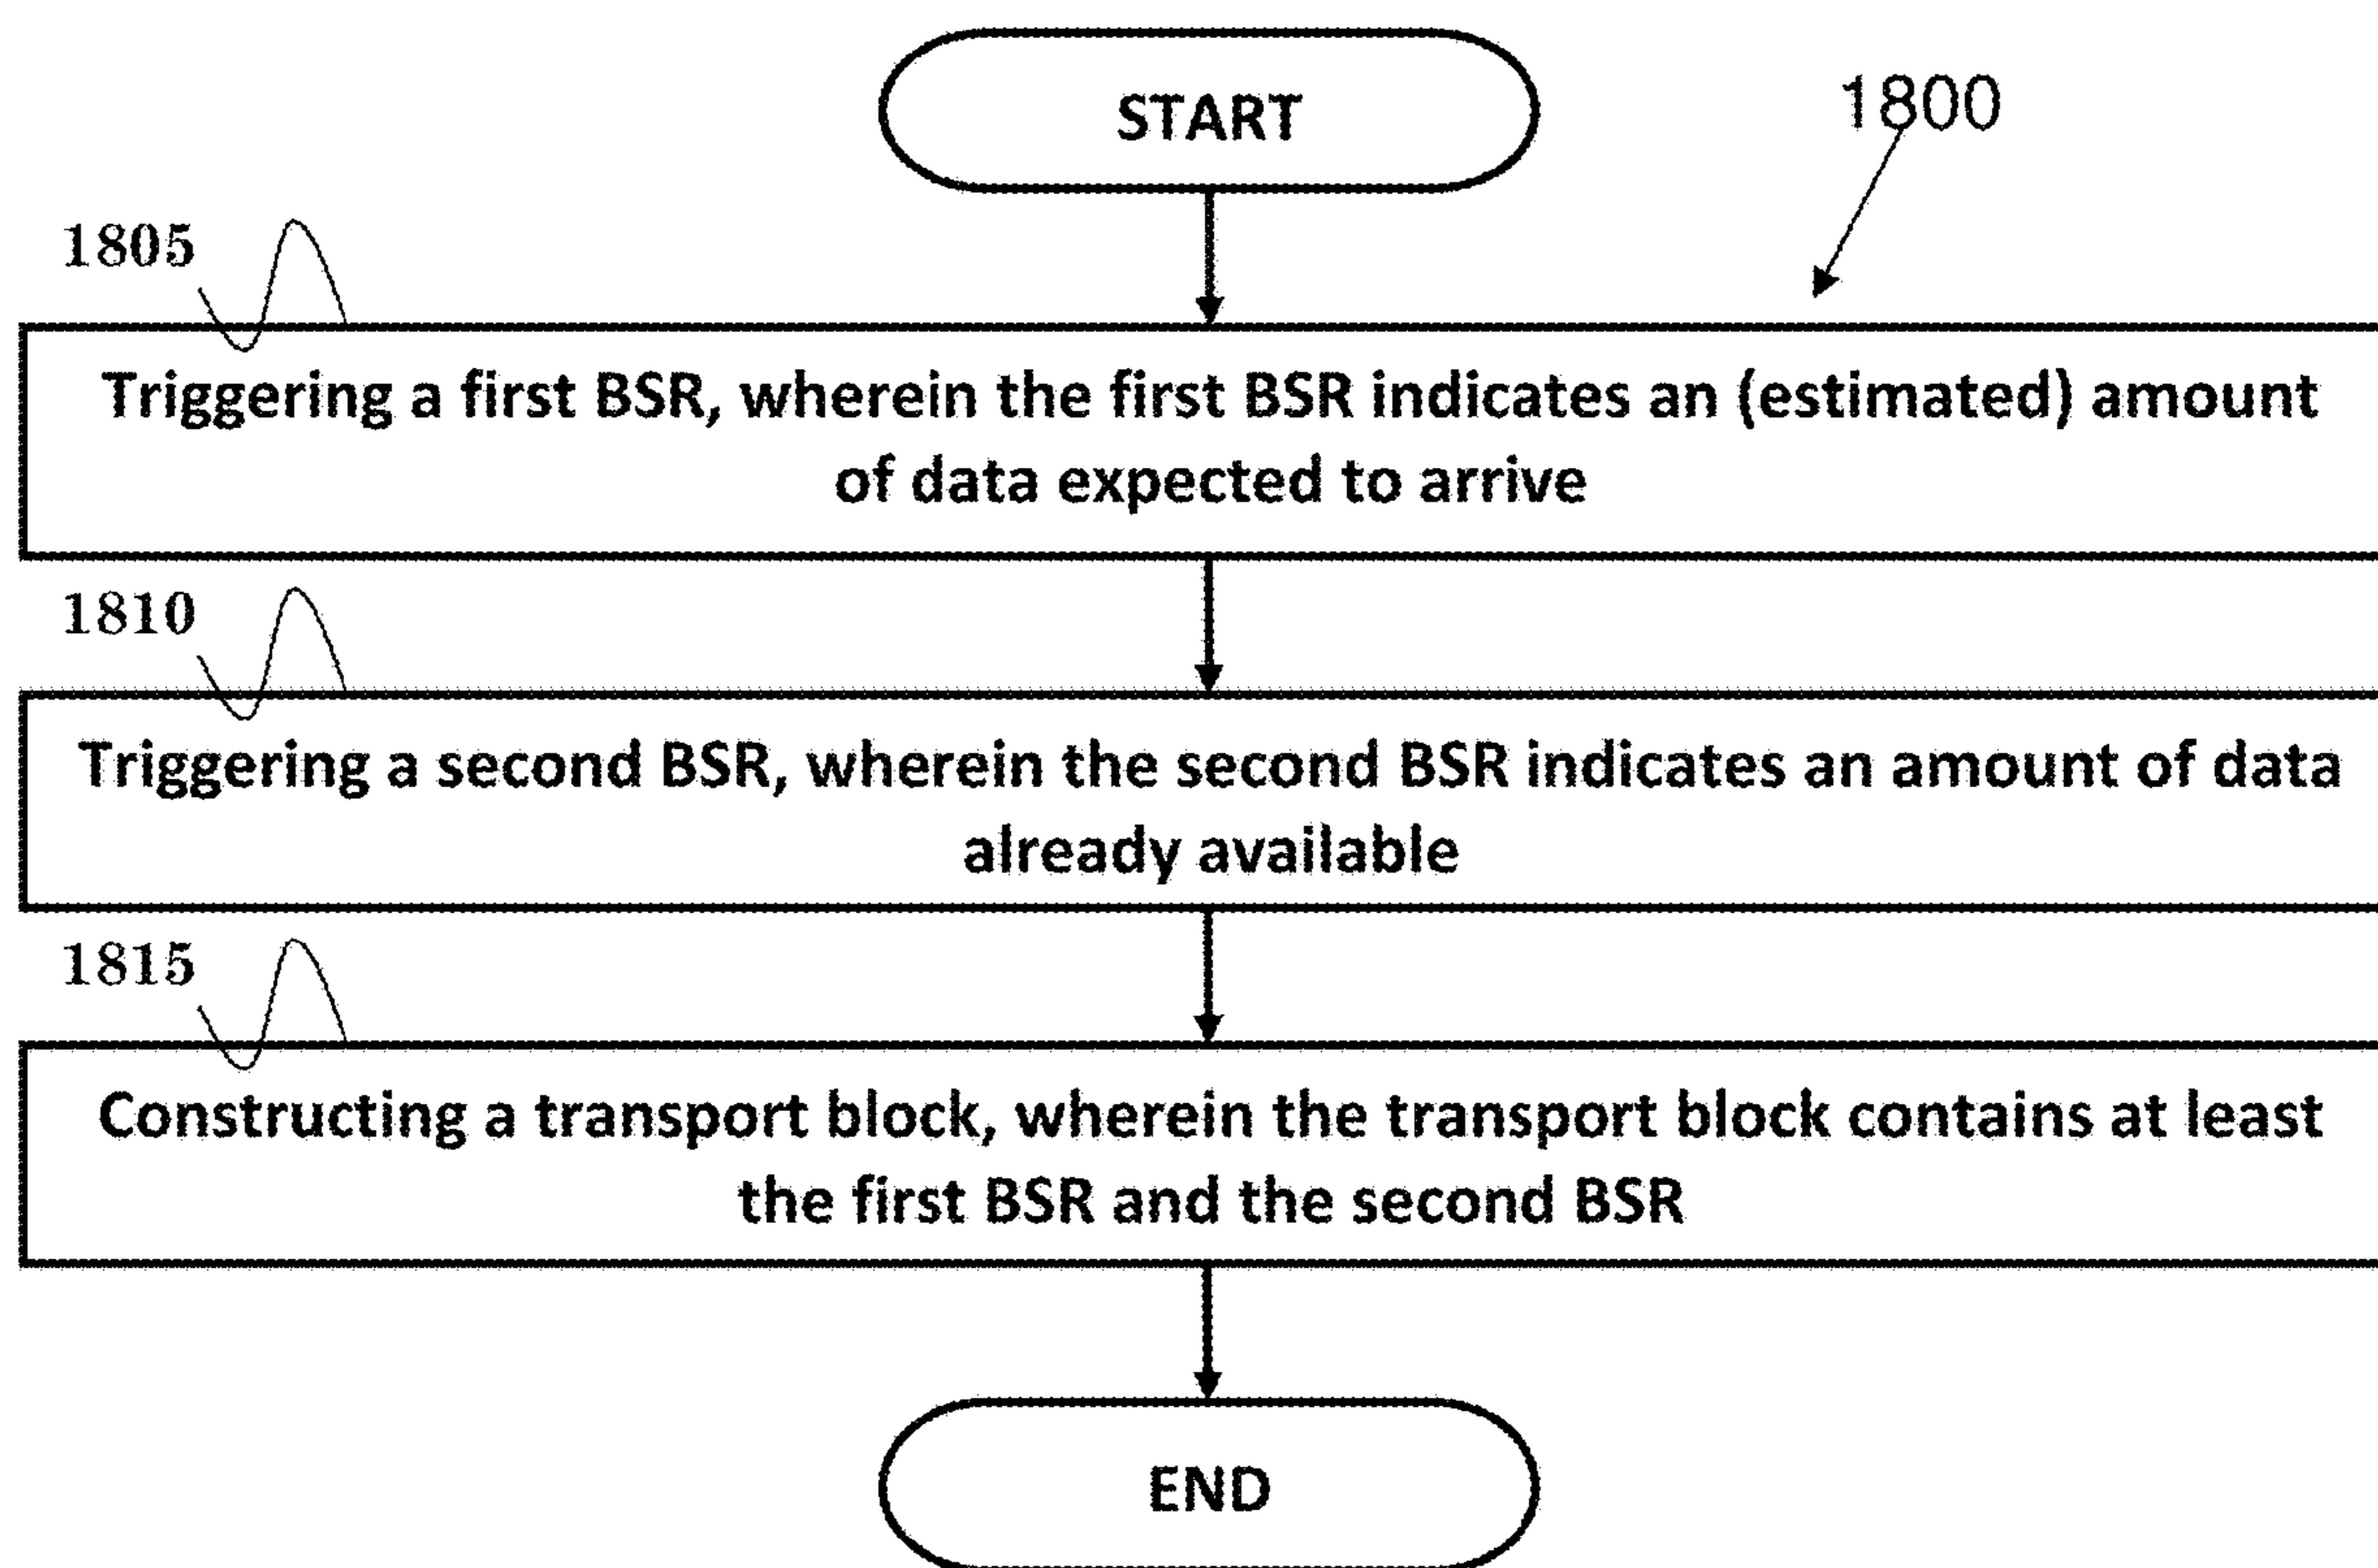 START
1800
1805
Triggering a first BSR, wherein the first BSR indicates an (estimated) amount
of data expected to arrive
1810
Triggering a second BSR, wherein the second BSR indicates an amount of data
already available
1815
Constructing a transport block, wherein the transport block contains at least
the first BSR and the second BSR
END